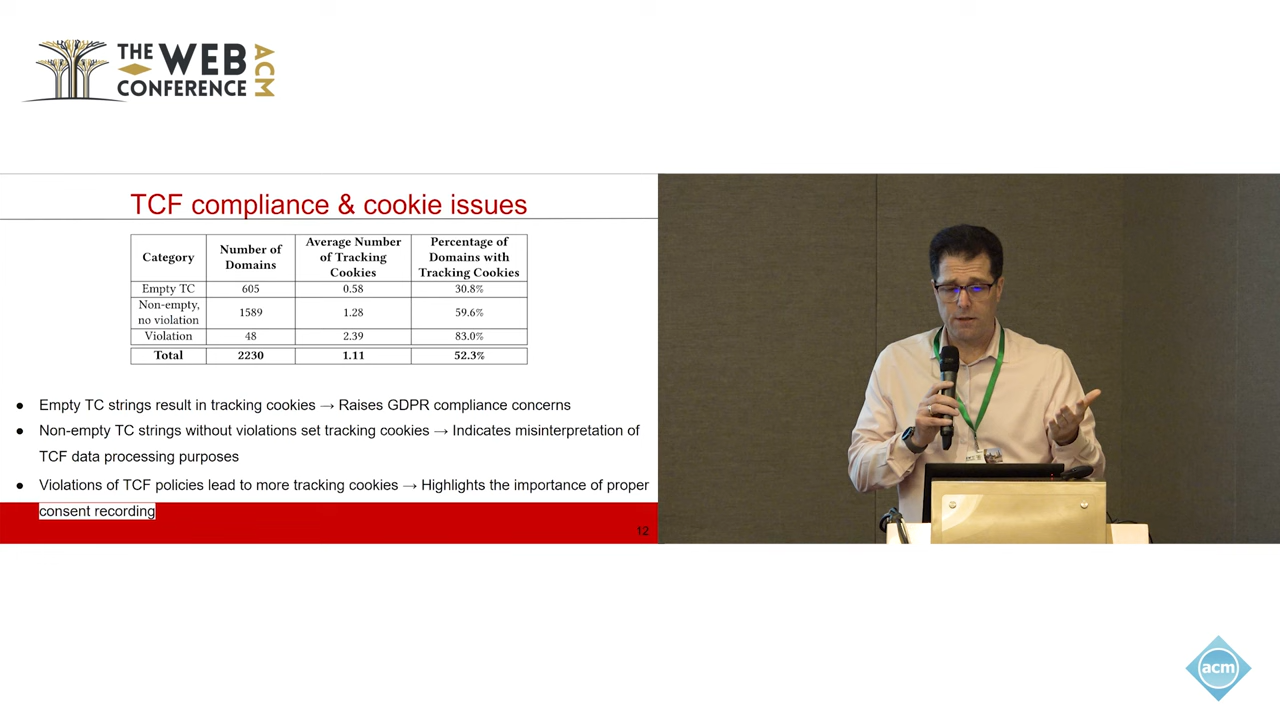 THE WEB
CONFERENCE
ACM
TCF compliance & cookie issues
Category Number of Domains Average Number of Tracking Cookies Percentage of Domains with Tracking Cookies
Empty TC 605 0.58 30.8%
Non-empty, no violation 1589 1.28 59.6%
Violation 48 2.39 83.0%
Total 2230 1.11 52.3%
● Empty TC strings result in tracking cookies → Raises GDPR compliance concerns
● Non-empty TC strings without violations set tracking cookies → Indicates misinterpretation of
TCF data processing purposes
● Violations of TCF policies lead to more tracking cookies → Highlights the importance of proper
consent recording
12
acm